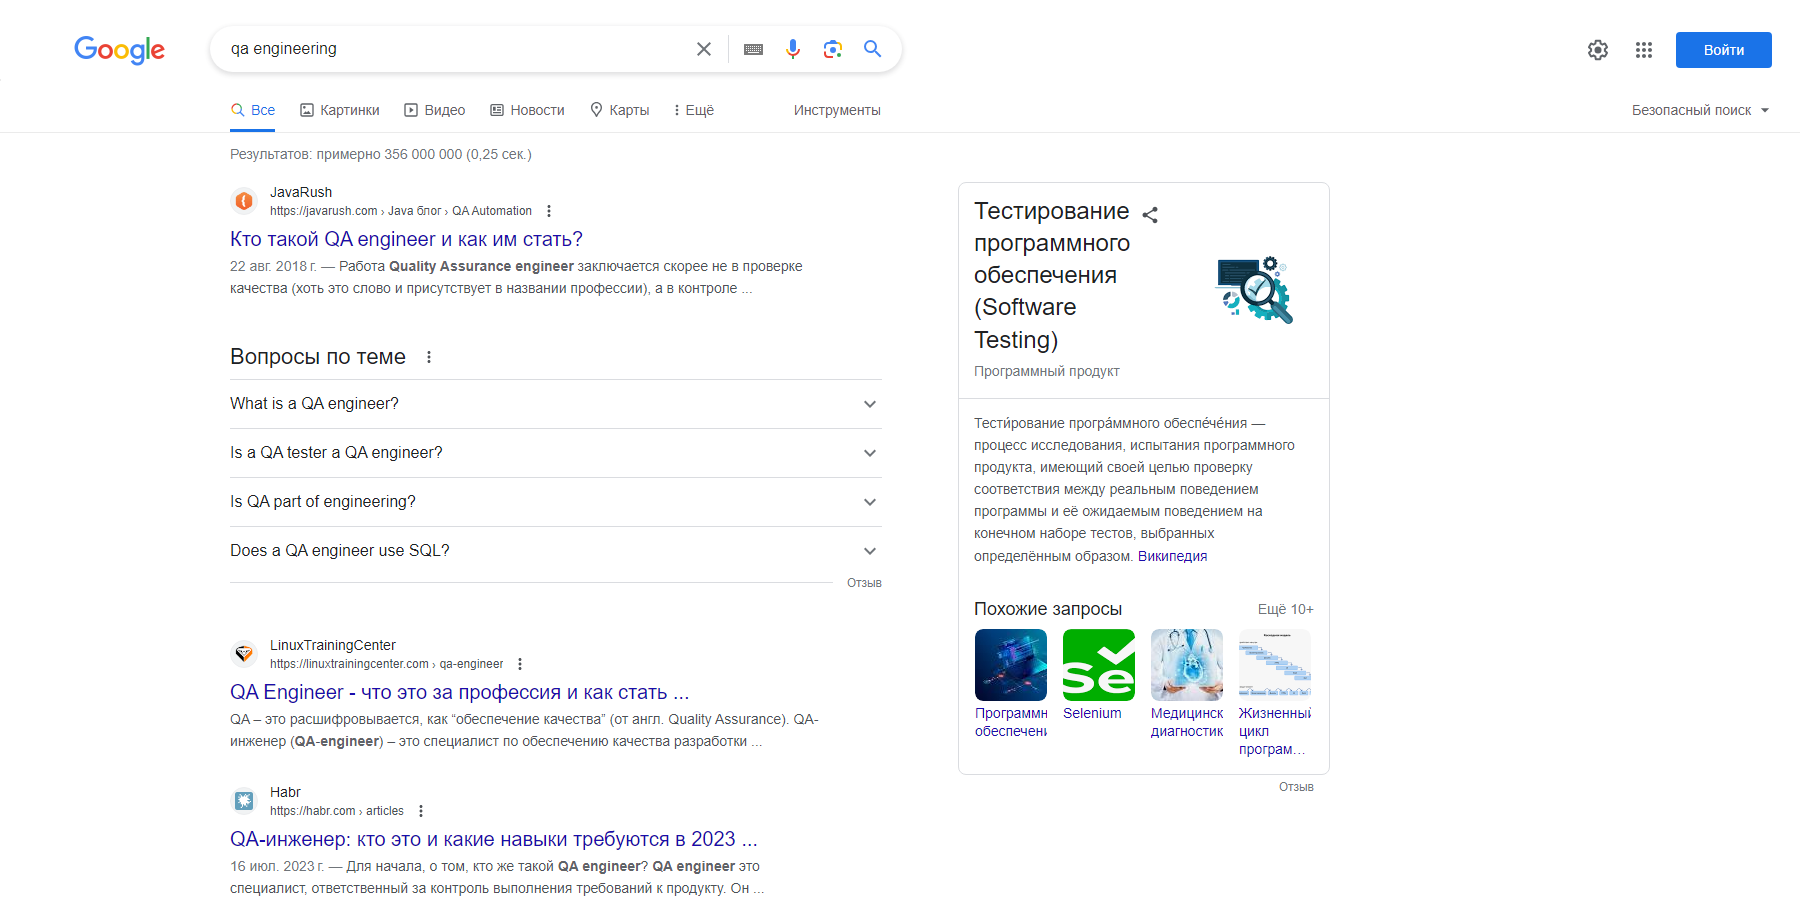 Google
qa engineering
Войти
Все
Картинки
Видео
Новости
Карты
Ещё
Инструменты
Безопасный поиск
Результатов: примерно 356 000 000 (0,25 сек.)
JavaRush
https://javarush.com › Java блог › QA Automation
Кто такой QA engineer и как им стать?
22 авг. 2018 г. — Работа Quality Assurance engineer заключается скорее не в проверке
качества (хоть это слово и присутствует в названии профессии), а в контроле ...
Вопросы по теме
What is a QA engineer?
Is a QA tester a QA engineer?
Is QA part of engineering?
Does a QA engineer use SQL?
Отзыв
LinuxTrainingCenter
https://linuxtrainingcenter.com › qa-engineer
QA Engineer - что это за профессия и как стать ...
QA – это расшифровывается, как “обеспечение качества” (от англ. Quality Assurance). QA-
инженер (QA-engineer) – это специалист по обеспечению качества разработки ...
Habr
https://habr.com › articles
QA-инженер: кто это и какие навыки требуются в 2023 ...
16 июл. 2023 г. — Для начала, о том, кто же такой QA engineer? QA engineer это
специалист, ответственный за контроль выполнения требований к продукту. Он ...
Тестирование
программного
обеспечения
(Software
Testing)
Программный продукт
Тести́рование програ́ммного обеспе́че́ния —
процесс исследования, испытания программного
продукта, имеющий своей целью проверку
соответствия между реальным поведением
программы и её ожидаемым поведением на
конечном наборе тестов, выбранных
определённым образом. Википедия
Похожие запросы
Ещё 10+
Se
Программн
обеспечени
Selenium
Медицинск
диагностик
Жизненный
цикл
програм...
Отзыв